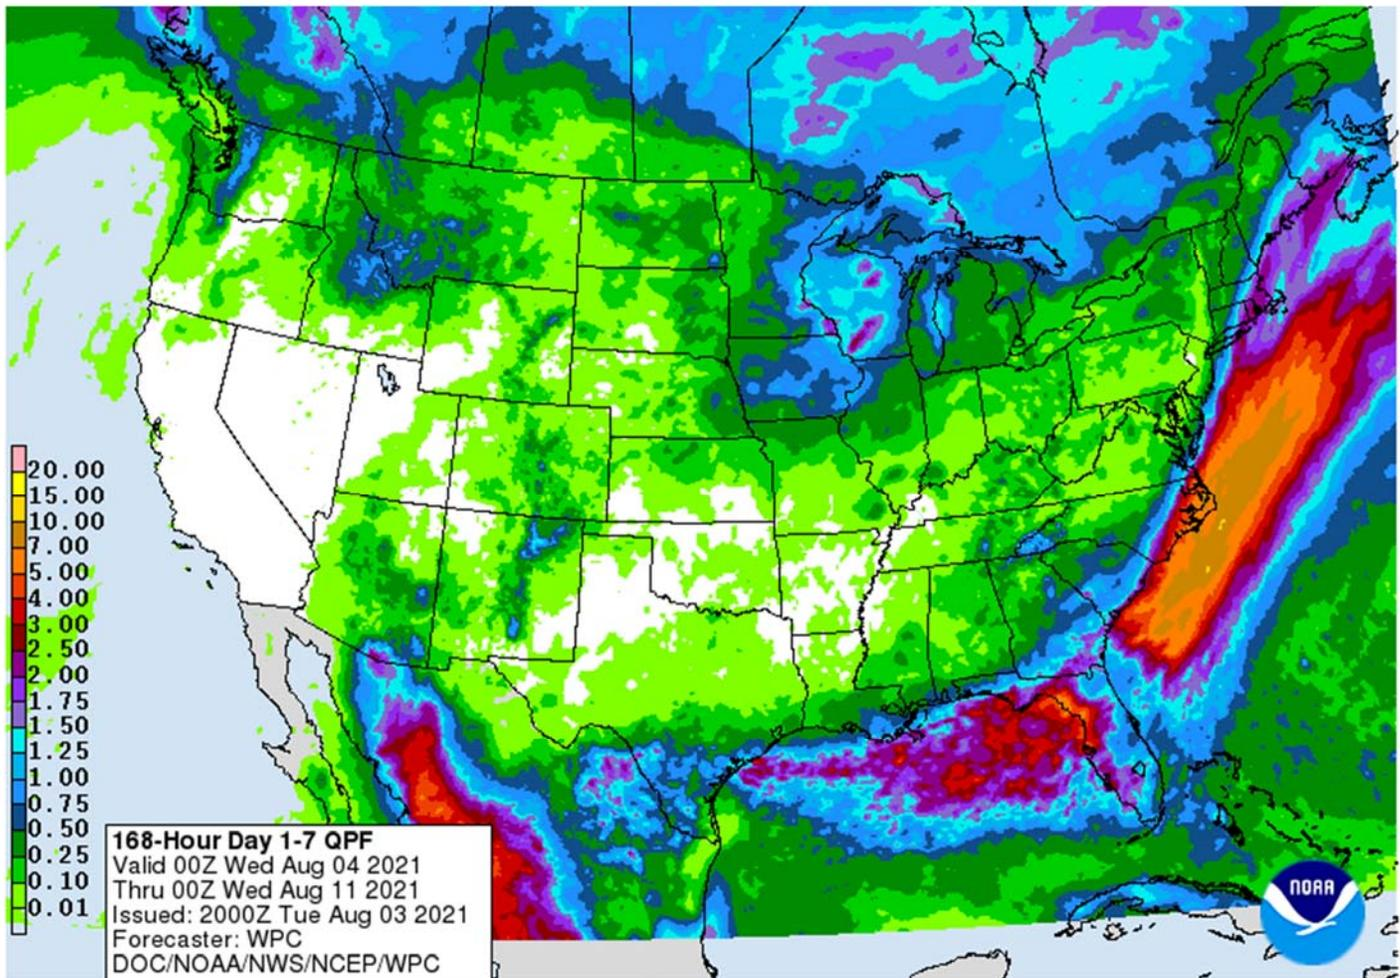 20.00
15.00
10.00
7.00
5.00
4.00
3.00
2.50
2.00
1.75
1.50
1.25
1.00
0.75
0.50
0.25
0.10
0.01
168-Hour Day 1-7 QPF
Valid 00Z Wed Aug 04 2021
Thru 00Z Wed Aug 11 2021
Issued: 2000Z Tue Aug 03 2021
Forecaster: WPC
DOC/NOAA/NWS/NCEP/WPC
NOAA